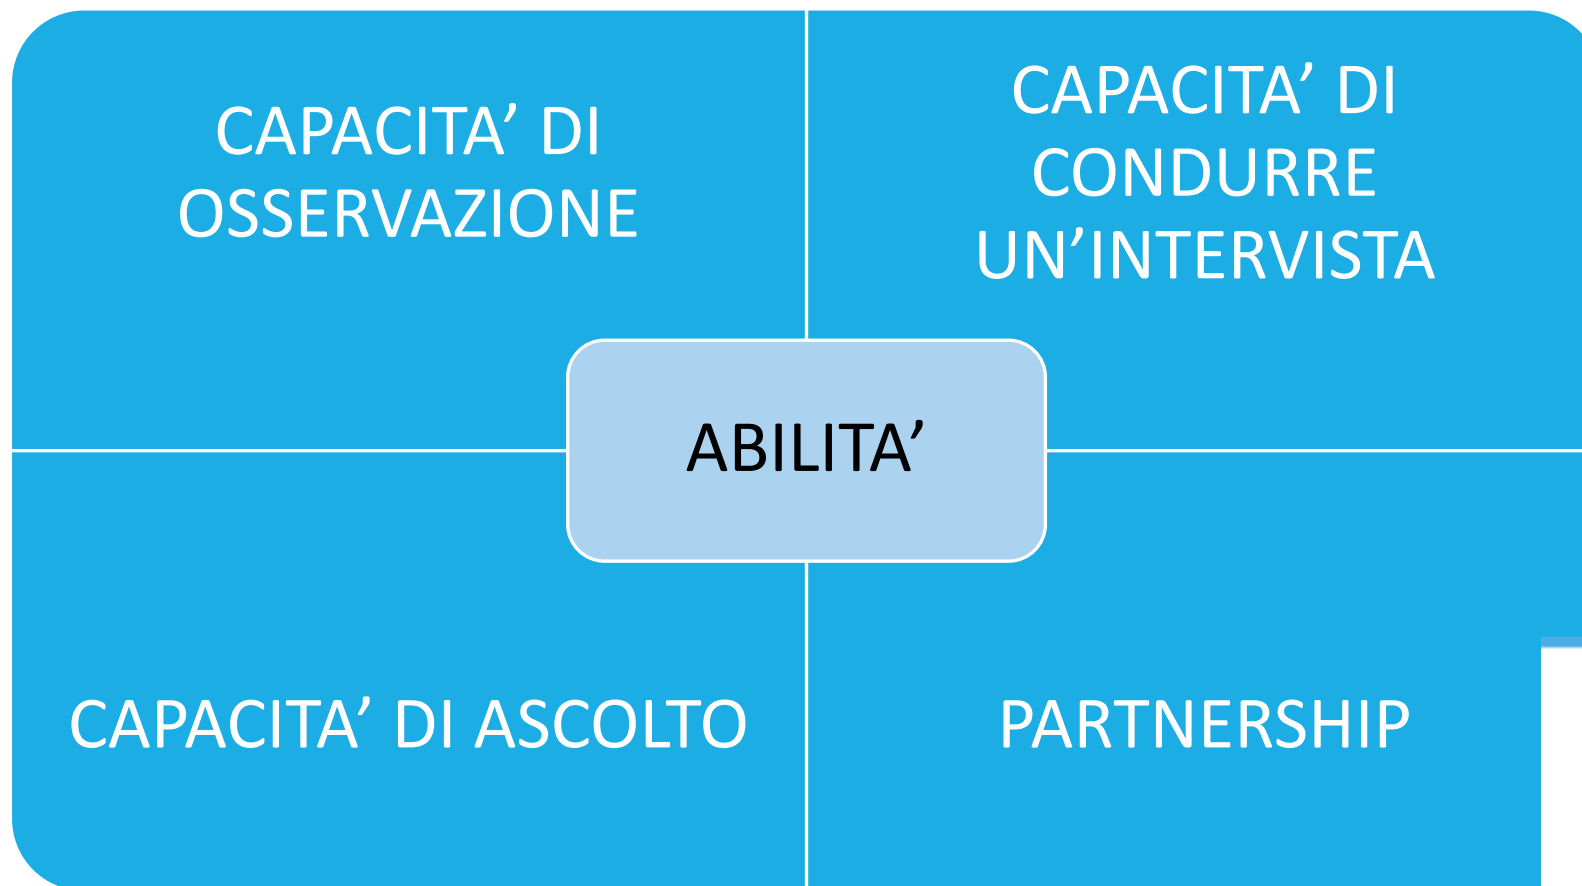 CAPACITA’ DI
OSSERVAZIONE
CAPACITA’ DI
CONDURRE
UN’INTERVISTA
ABILITA’
CAPACITA’ DI ASCOLTO
PARTNERSHIP